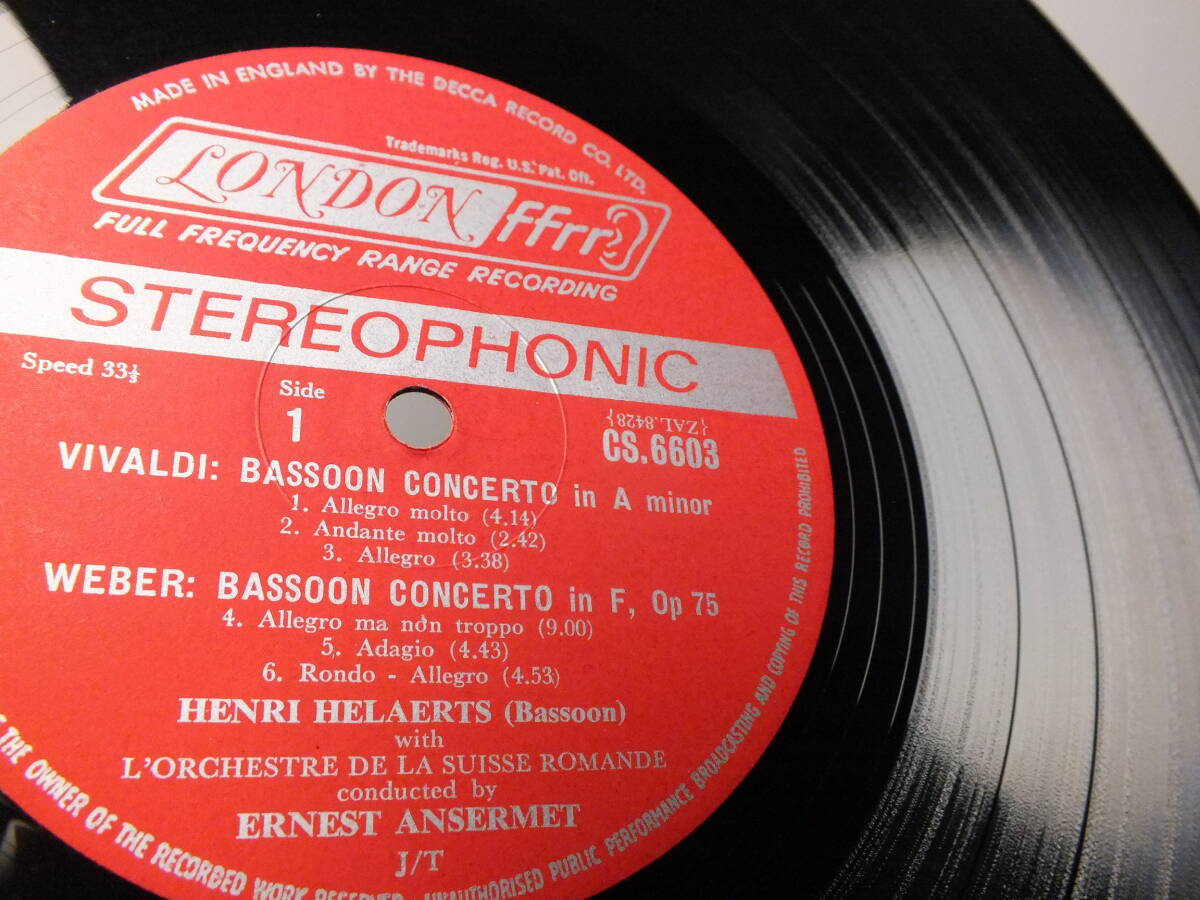 MADE IN ENGLAND BY THE DECCA RECORD CO. LTD.
Trademarks Reg. U.S. Pat. Off.
LONDON ffrr
FULL FREQUENCY RANGE RECORDING
STEREOPHONIC
Speed 33⅓
Side
1
{ZAL.8428}
CS.6603
VIVALDI: BASSOON CONCERTO in A minor
1. Allegro molto (4.14)
2. Andante molto (2.42)
3. Allegro (3.38)
WEBER: BASSOON CONCERTO in F, Op 75
4. Allegro ma non troppo (9.00)
5. Adagio (4.43)
6. Rondo - Allegro (4.53)
HENRI HELAERTS (Bassoon)
with
L'ORCHESTRE DE LA SUISSE ROMANDE
conducted by
ERNEST ANSERMET
J/T
THE OWNER OF THE RECORDED WORK RESERVED UNAUTHORISED PUBLIC PERFORMANCE BROADCASTING AND COPYING OF THIS RECORD PROHIBITED